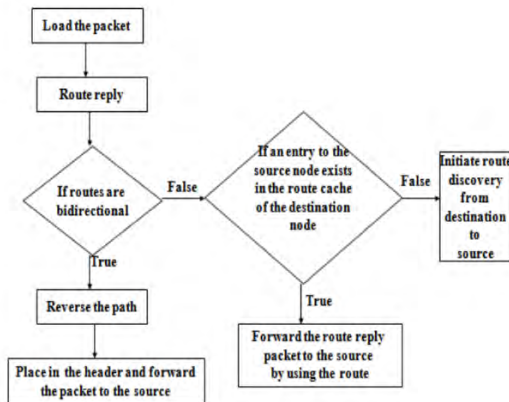 Load the packet
Route reply
If routes are
bidirectional
False
True
Reverse the path
Place in the header and forward
the packet to the source
If an entry to the
source node exists
in the route cache
of the destination
node
False
True
Forward the route reply
packet to the source
by using the route
Initiate route
discovery
from
destination
to
source